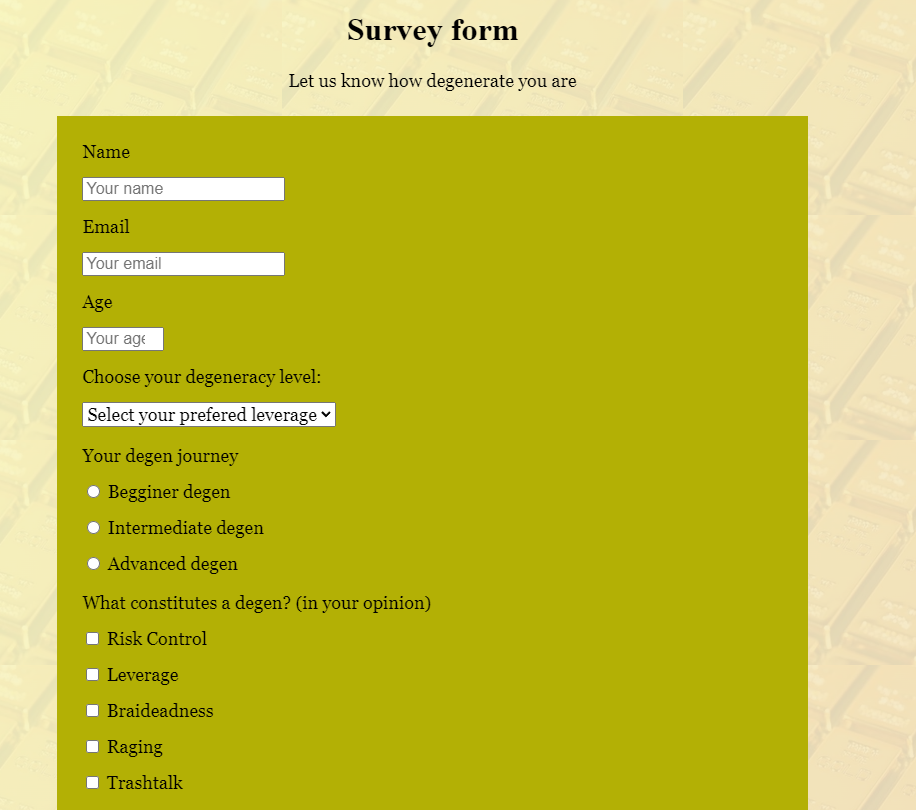 Survey form
Let us know how degenerate you are
Name
Your name
Email
Your email
Age
Your age
Choose your degeneracy level:
Select your prefered leverage
Your degen journey
Begginer degen
Intermediate degen
Advanced degen
What constitutes a degen? (in your opinion)
Risk Control
Leverage
Braideadness
Raging
Trashtalk